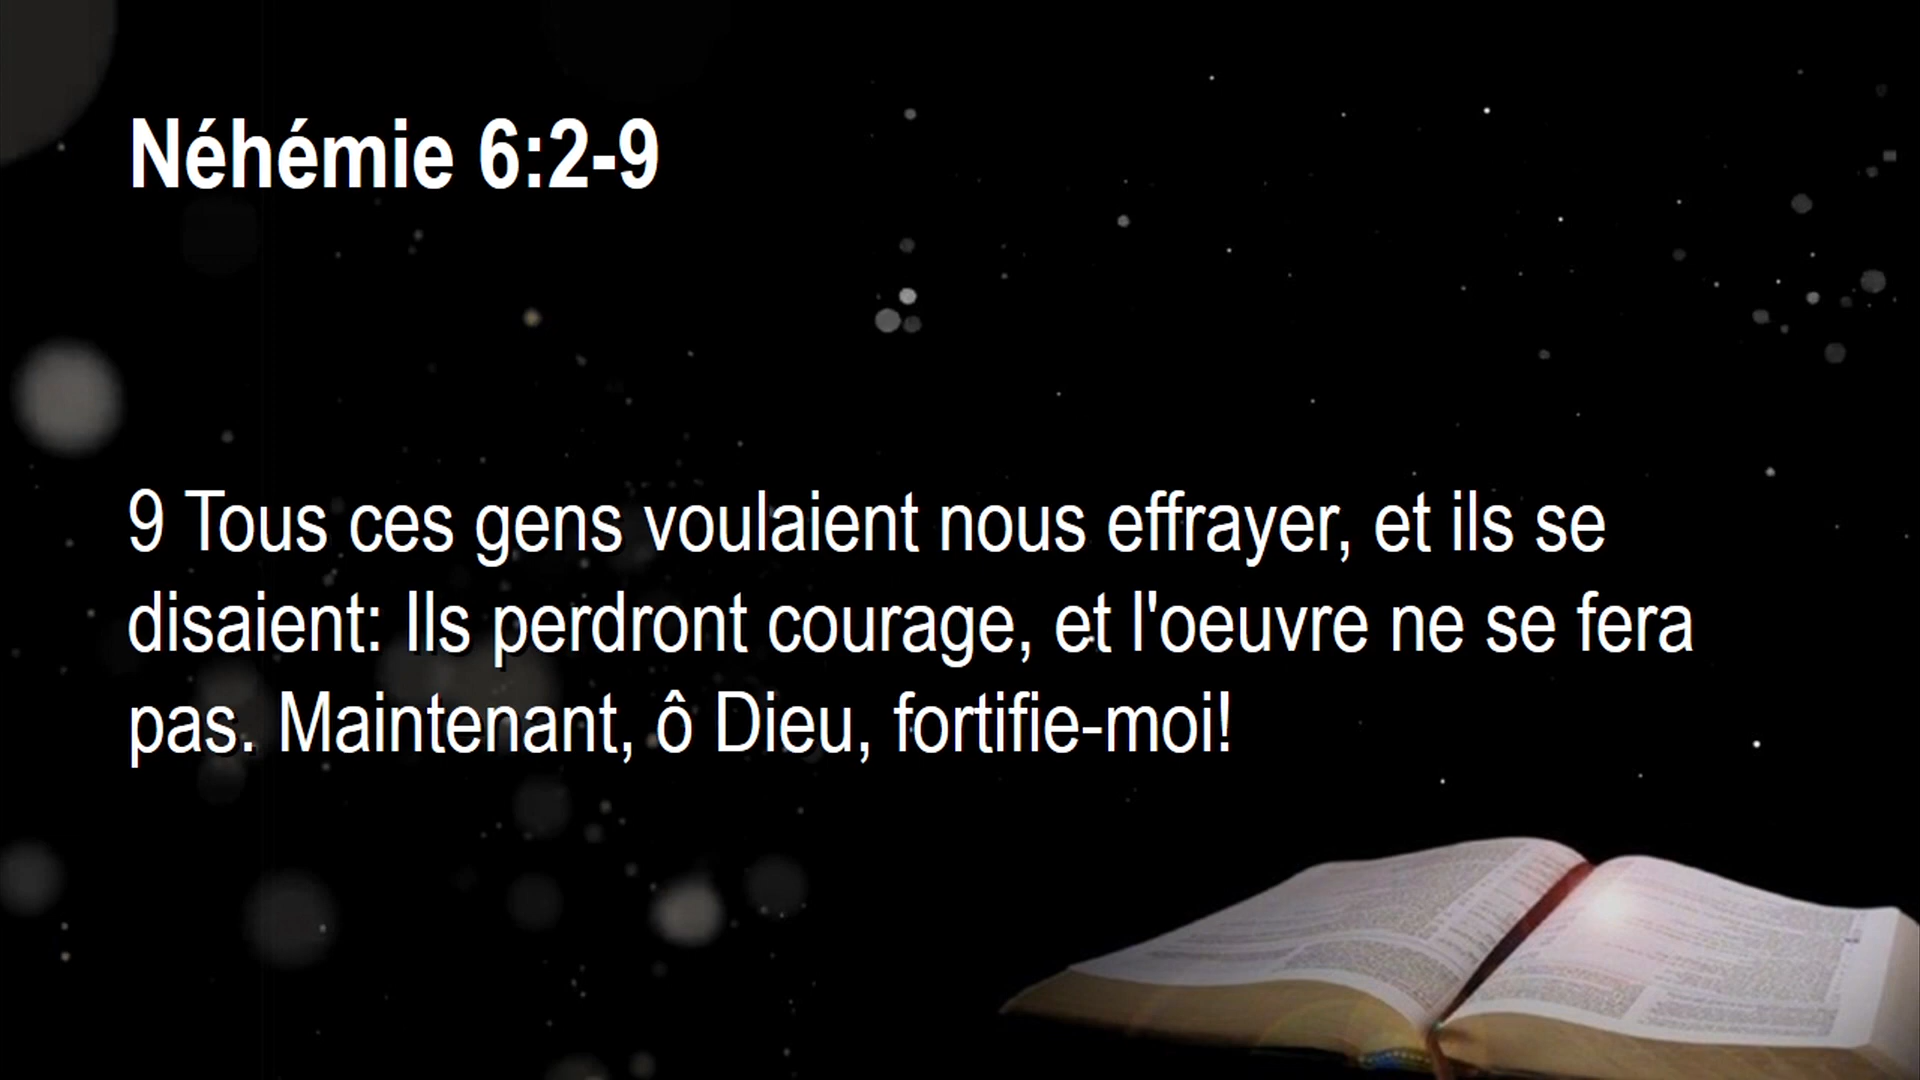 Néhémie 6:2-9
9 Tous ces gens voulaient nous effrayer, et ils se
disaient: Ils perdront courage, et l'oeuvre ne se fera
pas. Maintenant, ô Dieu, fortifie-moi!